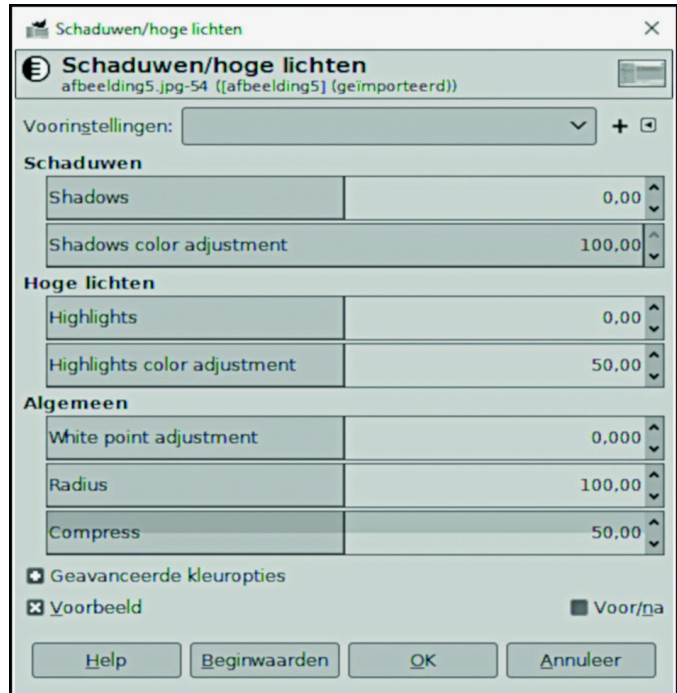 Schaduwen/hoge lichten
Schaduwen/hoge lichten
afbeelding5.jpg-54 ([afbeelding5] (geïmporteerd))
Voorinstellingen:
Schaduwen
Shadows 0,00
Shadows color adjustment 100,00
Hoge lichten
Highlights 0,00
Highlights color adjustment 50,00
Algemeen
White point adjustment 0,000
Radius 100,00
Compress 50,00
Geavanceerde kleuropties
Voorbeeld Voor/na
Help Beginwaarden OK Annuleer